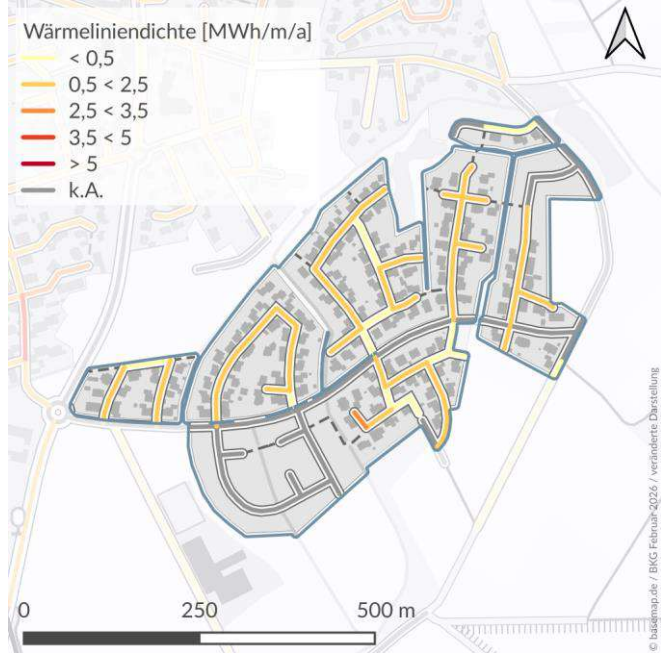 Wärmeliniendichte [MWh/m/a]
< 0,5
0,5 < 2,5
2,5 < 3,5
3,5 < 5
> 5
k.A.
0 250 500 m
© basemap.de / BKG Februar 2026 / veränderte Darstellung